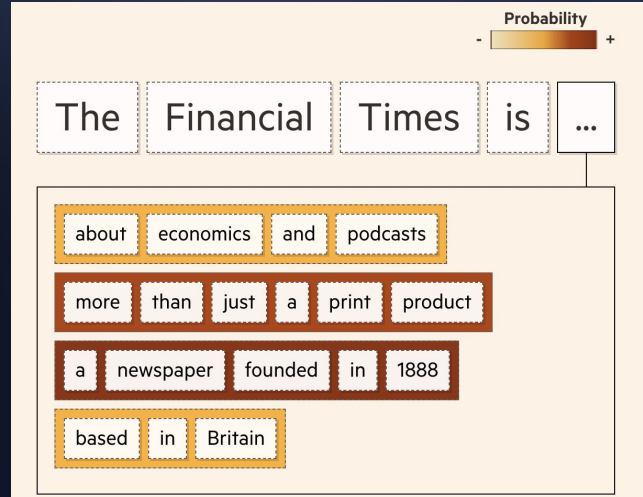 Probability
- +
The Financial Times is ...
about economics and podcasts
more than just a print product
a newspaper founded in 1888
based in Britain